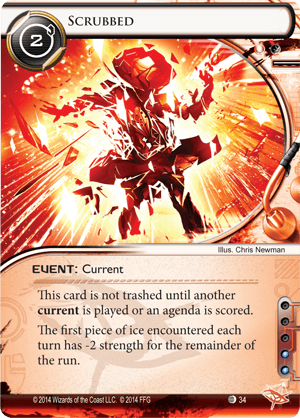 Scrubbed
2
Illus. Chris Newman
EVENT: Current
This card is not trashed until another
current is played or an agenda is scored.
The first piece of ice encountered each
turn has -2 strength for the remainder of
the run.
© 2014 Wizards of the Coast LLC. © 2014 FFG
34